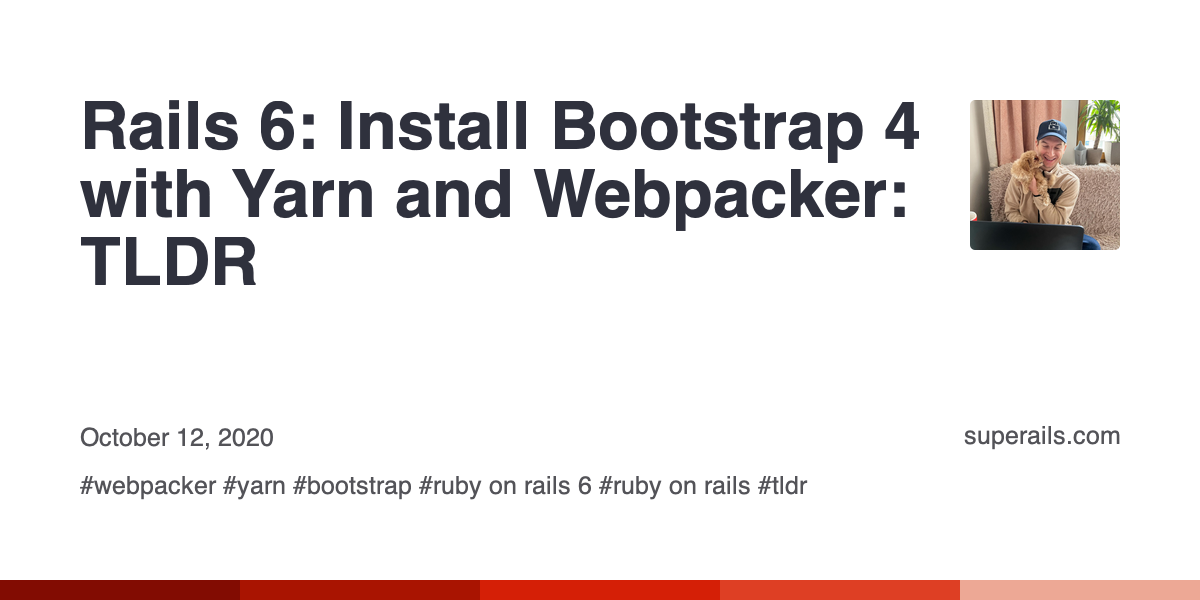 Rails 6: Install Bootstrap 4
with Yarn and Webpacker:
TLDR
October 12, 2020
superails.com
#webpacker #yarn #bootstrap #ruby on rails 6 #ruby on rails #tldr